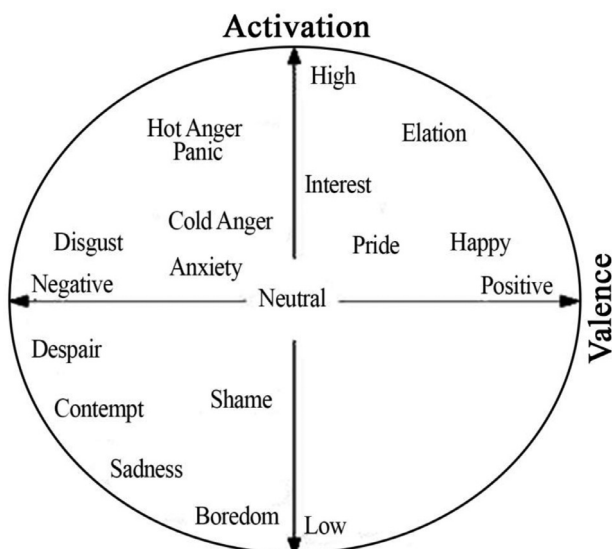 Activation
High
Hot Anger
Panic
Elation
Interest
Cold Anger
Disgust
Pride
Happy
Anxiety
Negative
Positive
Neutral
Valence
Despair
Contempt
Shame
Sadness
Boredom
Low